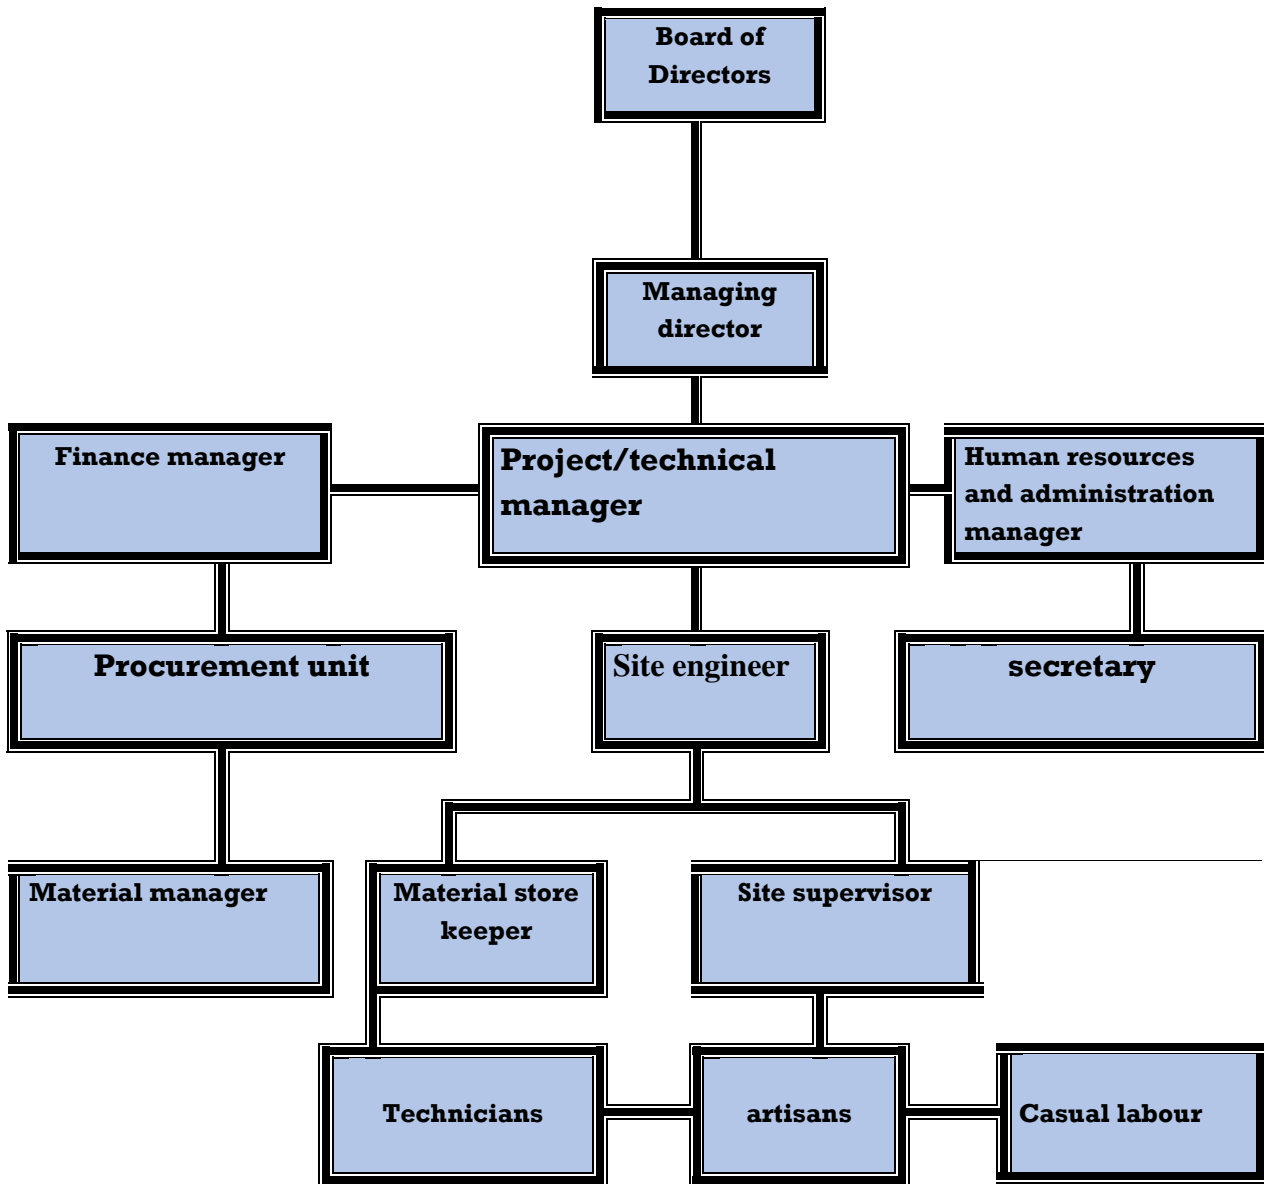 Board of
Directors
Managing
director
Finance manager
Project/technical
manager
Human resources
and administration
manager
Procurement unit
Site engineer
secretary
Material manager
Material store
keeper
Site supervisor
Technicians
artisans
Casual labour